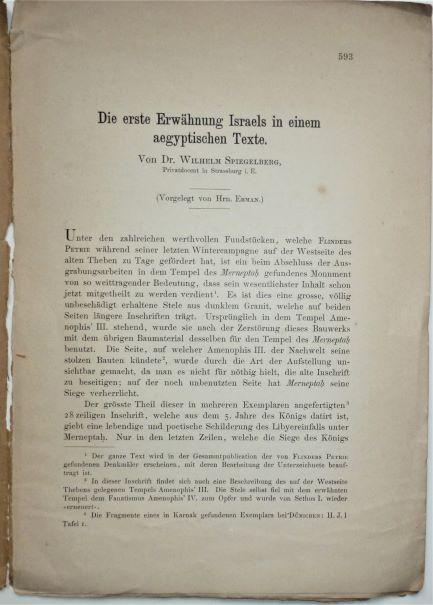 593
Die erste Erwähnung Israels in einem
aegyptischen Texte.
Von Dr. Wilhelm Spiegelberg,
Privatdocent in Strassburg i. E.
(Vorgelegt von Hrn. Erman.)
Unter den zahlreichen werthvollen Fundstücken, welche Flinders
Petrie während seiner letzten Wintercampagne auf der Westseite des
alten Theben zu Tage gefördert hat, ist ein beim Abschluss der Aus-
grabungsarbeiten in dem Tempel des Merneptaḥ gefundenes Monument
von so weittragender Bedeutung, dass sein wesentlichster Inhalt schon
jetzt mitgetheilt zu werden verdient¹. Es ist dies eine grosse, völlig
unbeschädigt erhaltene Stele aus dunklem Granit, welche auf beiden
Seiten längere Inschriften trägt. Ursprünglich in dem Tempel Ame-
nophis' III. stehend, wurde sie nach der Zerstörung dieses Bauwerks
mit dem übrigen Baumaterial desselben für den Tempel des Merneptaḥ
benutzt. Die Seite, auf welcher Amenophis III. der Nachwelt seine
stolzen Bauten kündete², wurde durch die Art der Aufstellung un-
sichtbar gemacht, da man es nicht für nöthig hielt, die alte Inschrift
zu beseitigen; auf der noch unbenutzten Seite hat Merneptaḥ seine
Siege verherrlicht.
Der grösste Theil dieser in mehreren Exemplaren angefertigten³
28 zeiligen Inschrift, welche aus dem 5. Jahre des Königs datirt ist,
giebt eine lebendige und poetische Schilderung des Libyereinfalls unter
Merneptaḥ. Nur in den letzten Zeilen, welche die Siege des Königs
¹ Der ganze Text wird in der Gesamtpublication der von Flinders Petrie
gefundenen Denkmäler erscheinen, mit deren Bearbeitung der Unterzeichnete beauf-
tragt ist.
² In dieser Inschrift findet sich auch eine Beschreibung des auf der Westseite
Thebens gelegenen Tempels Amenophis' III. Die Stele selbst fiel mit dem erwähnten
Tempel dem Fanatismus Amenophis' IV. zum Opfer und wurde von Sethos I. wieder
»erneuert«.
³ Die Fragmente eines in Karnak gefundenen Exemplars bei Dümichen: H. J. I
Tafel 1.